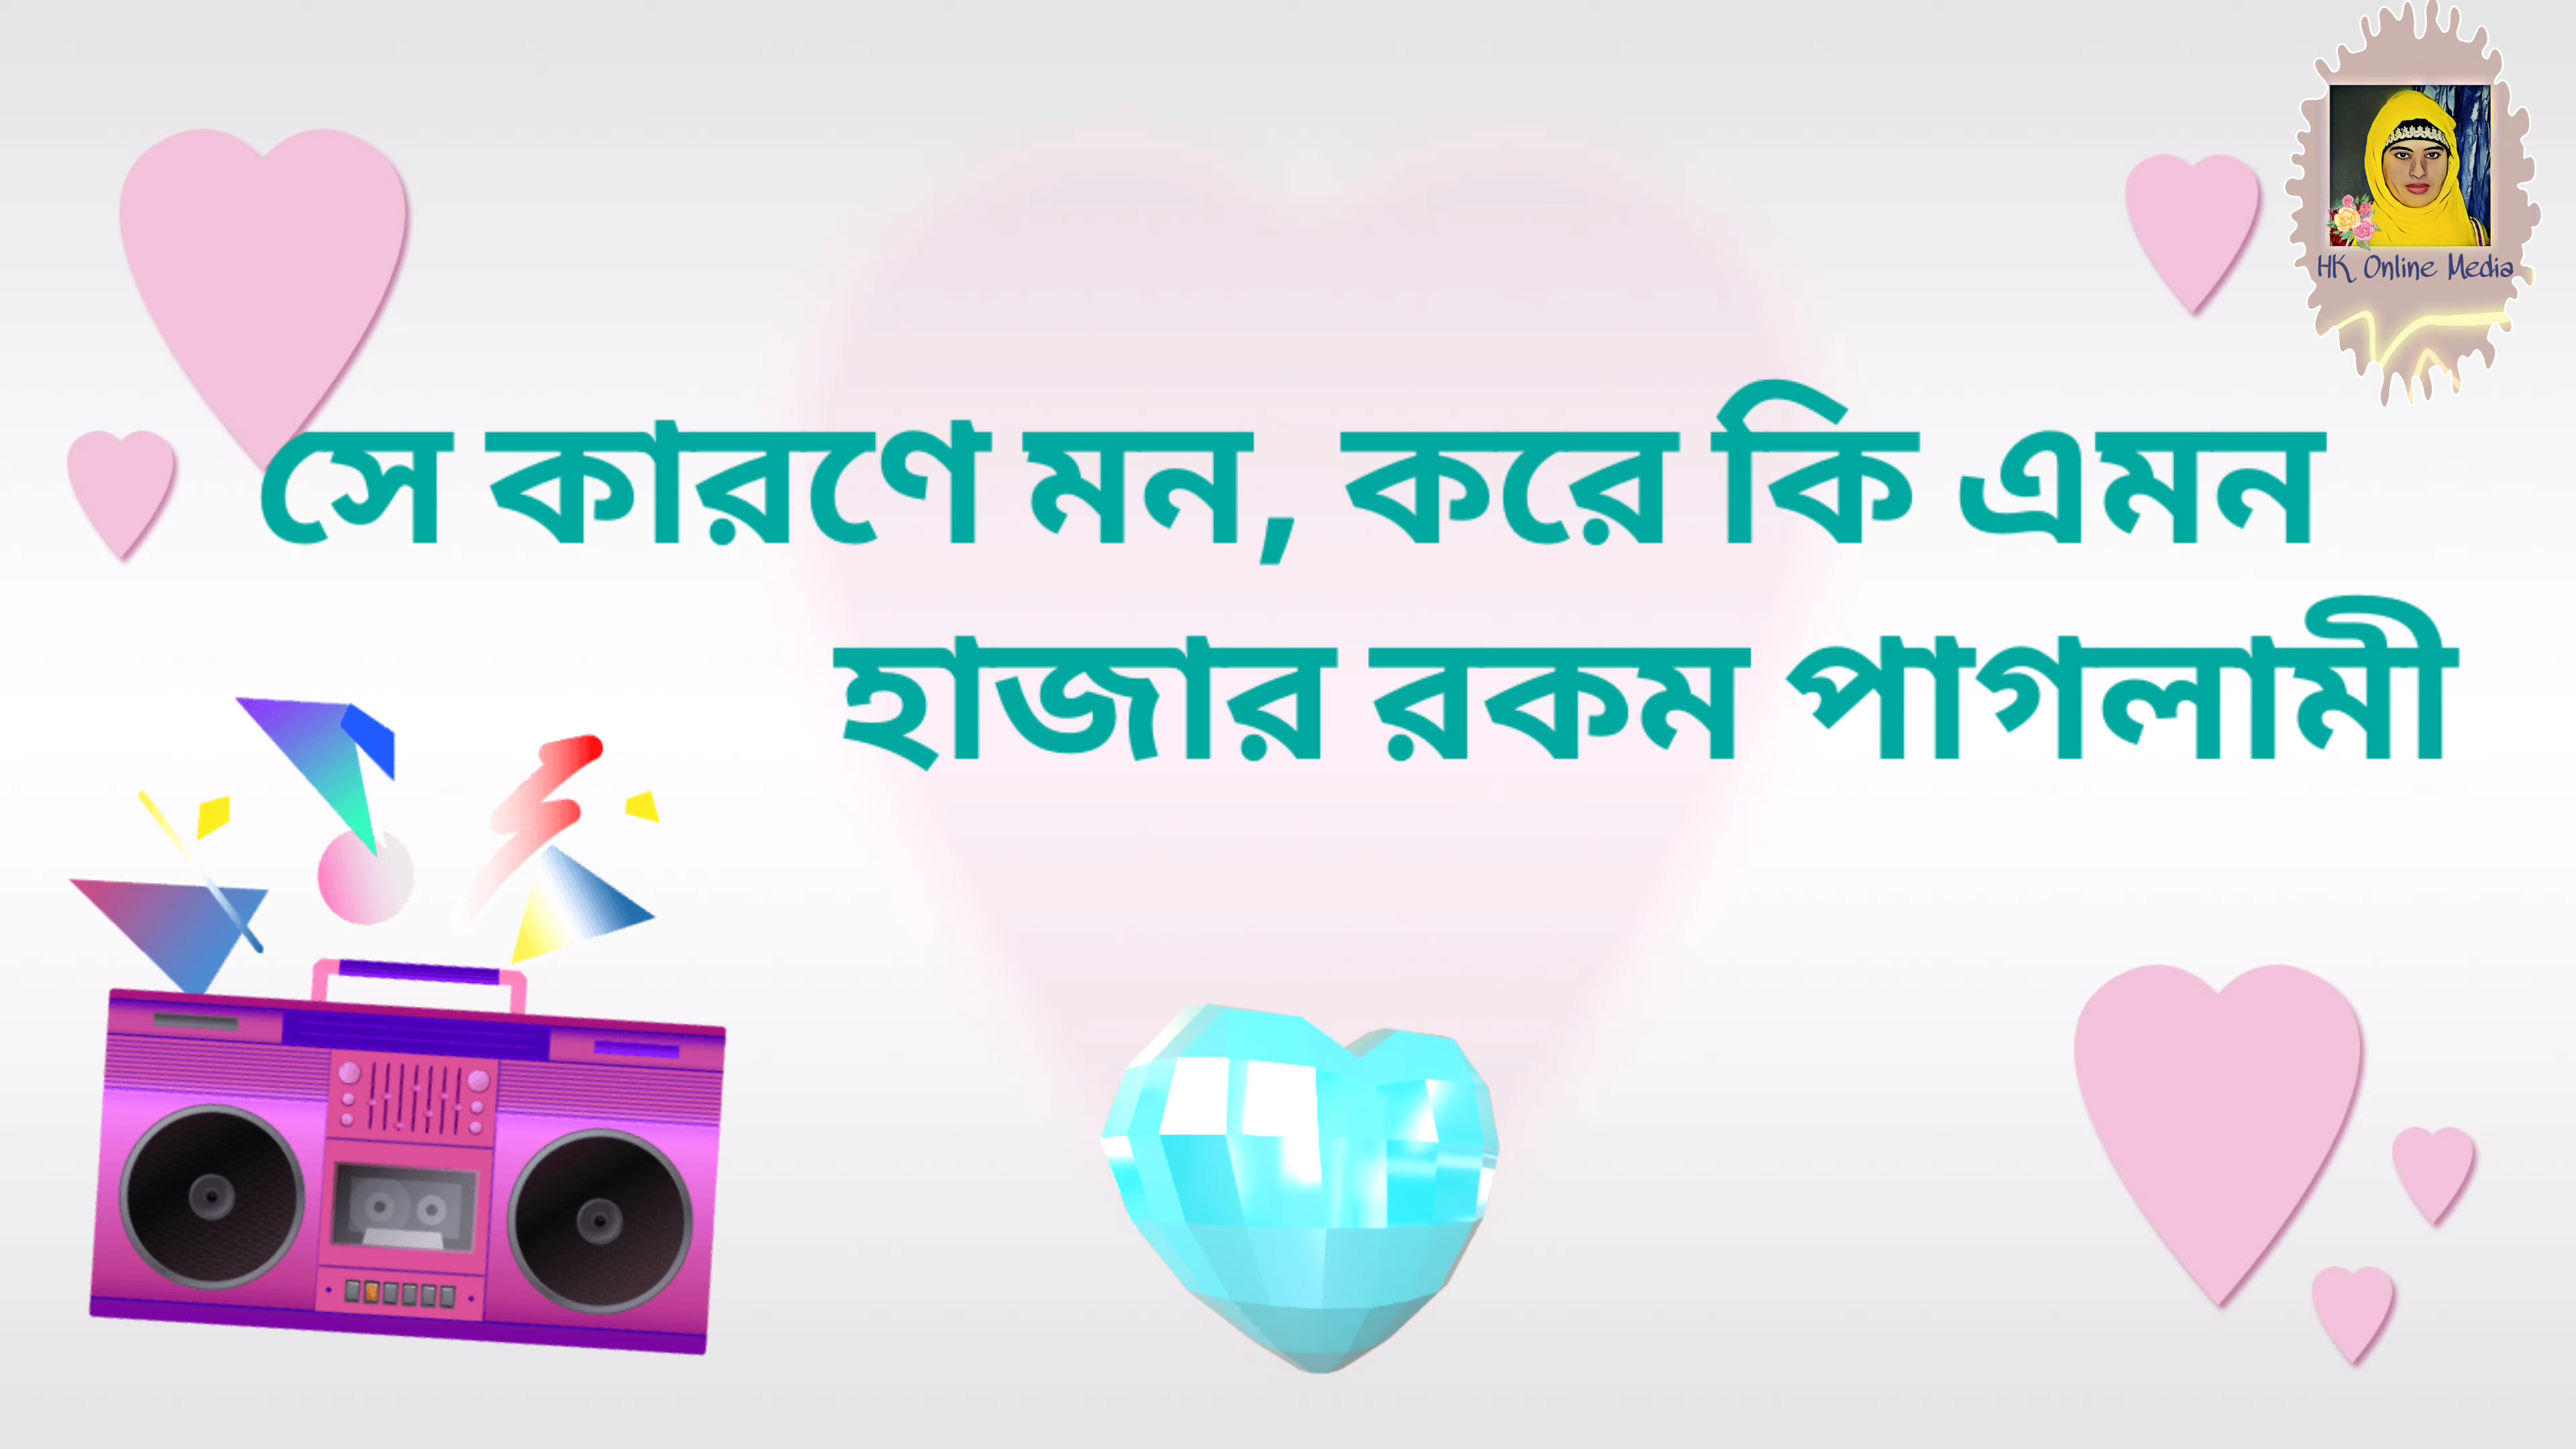 HK Online Media
সে কারণে মন, করে কি এমন
হাজার রকম পাগলামী